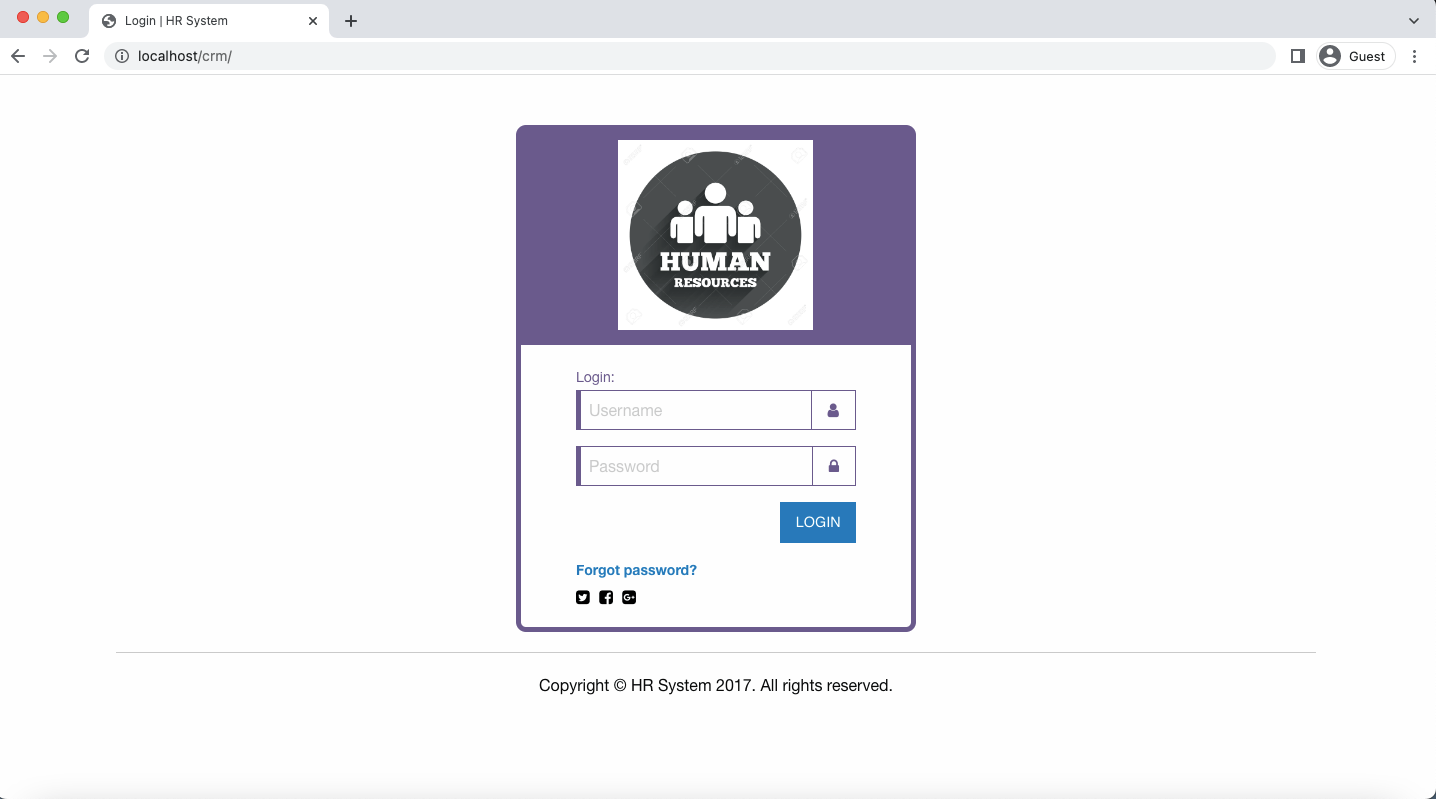 Login | HR System
localhost/crm/
Guest
HUMAN
RESOURCES
Login:
Username
Password
LOGIN
Forgot password?
Copyright © HR System 2017. All rights reserved.